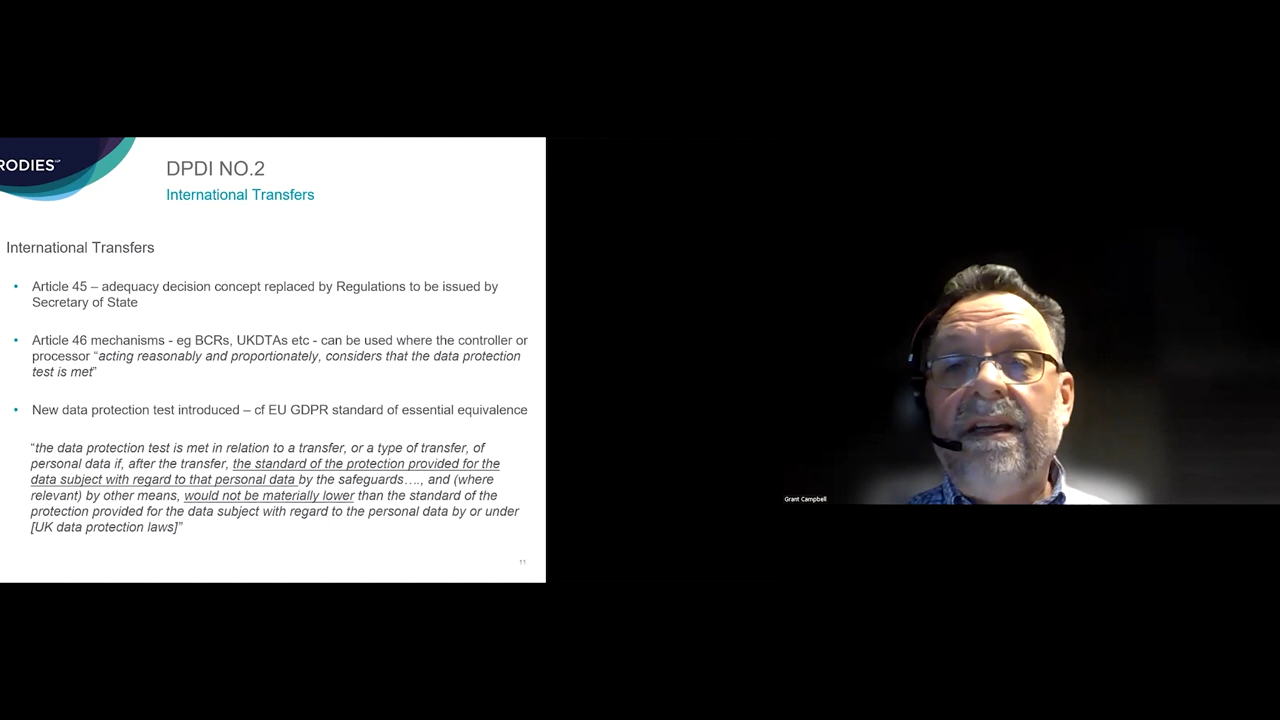 RODIES LLP
DPDI NO.2
International Transfers
International Transfers
• Article 45 – adequacy decision concept replaced by Regulations to be issued by
Secretary of State
• Article 46 mechanisms - eg BCRs, UKDTAs etc - can be used where the controller or
processor “acting reasonably and proportionately, considers that the data protection
test is met”
• New data protection test introduced – cf EU GDPR standard of essential equivalence
“the data protection test is met in relation to a transfer, or a type of transfer, of
personal data if, after the transfer, the standard of the protection provided for the
data subject with regard to that personal data by the safeguards…., and (where
relevant) by other means, would not be materially lower than the standard of the
protection provided for the data subject with regard to the personal data by or under
[UK data protection laws]”
11
Grant Campbell